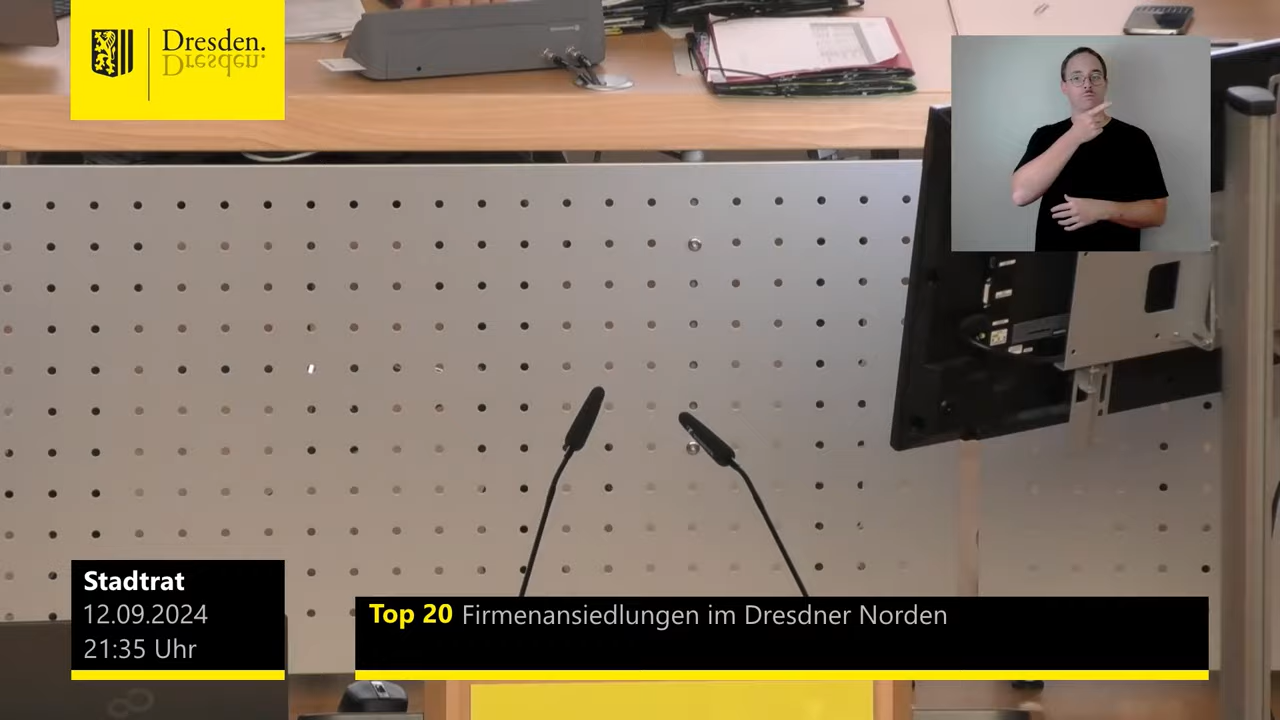 Dresden.
Dresden.
Stadtrat
12.09.2024
21:35 Uhr
Top 20 Firmenansiedlungen im Dresdner Norden